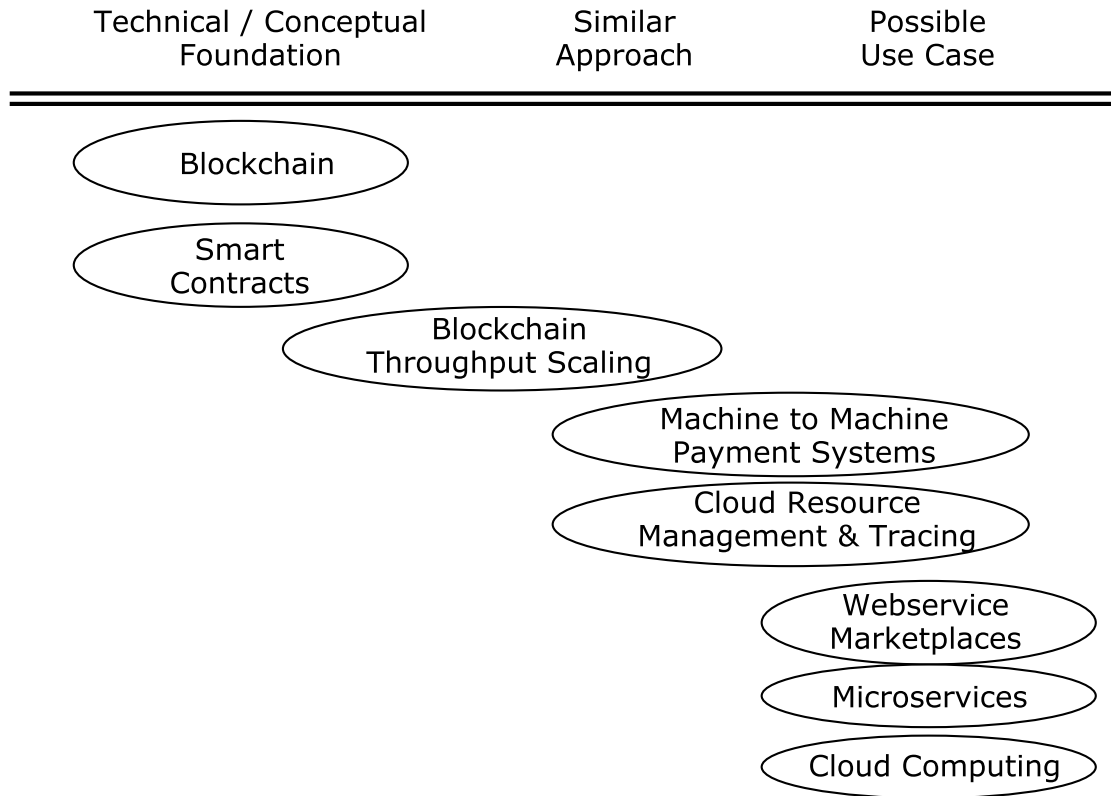 Technical / Conceptual
Foundation
Similar
Approach
Possible
Use Case
Blockchain
Smart
Contracts
Blockchain
Throughput Scaling
Machine to Machine
Payment Systems
Cloud Resource
Management & Tracing
Webservice
Marketplaces
Microservices
Cloud Computing